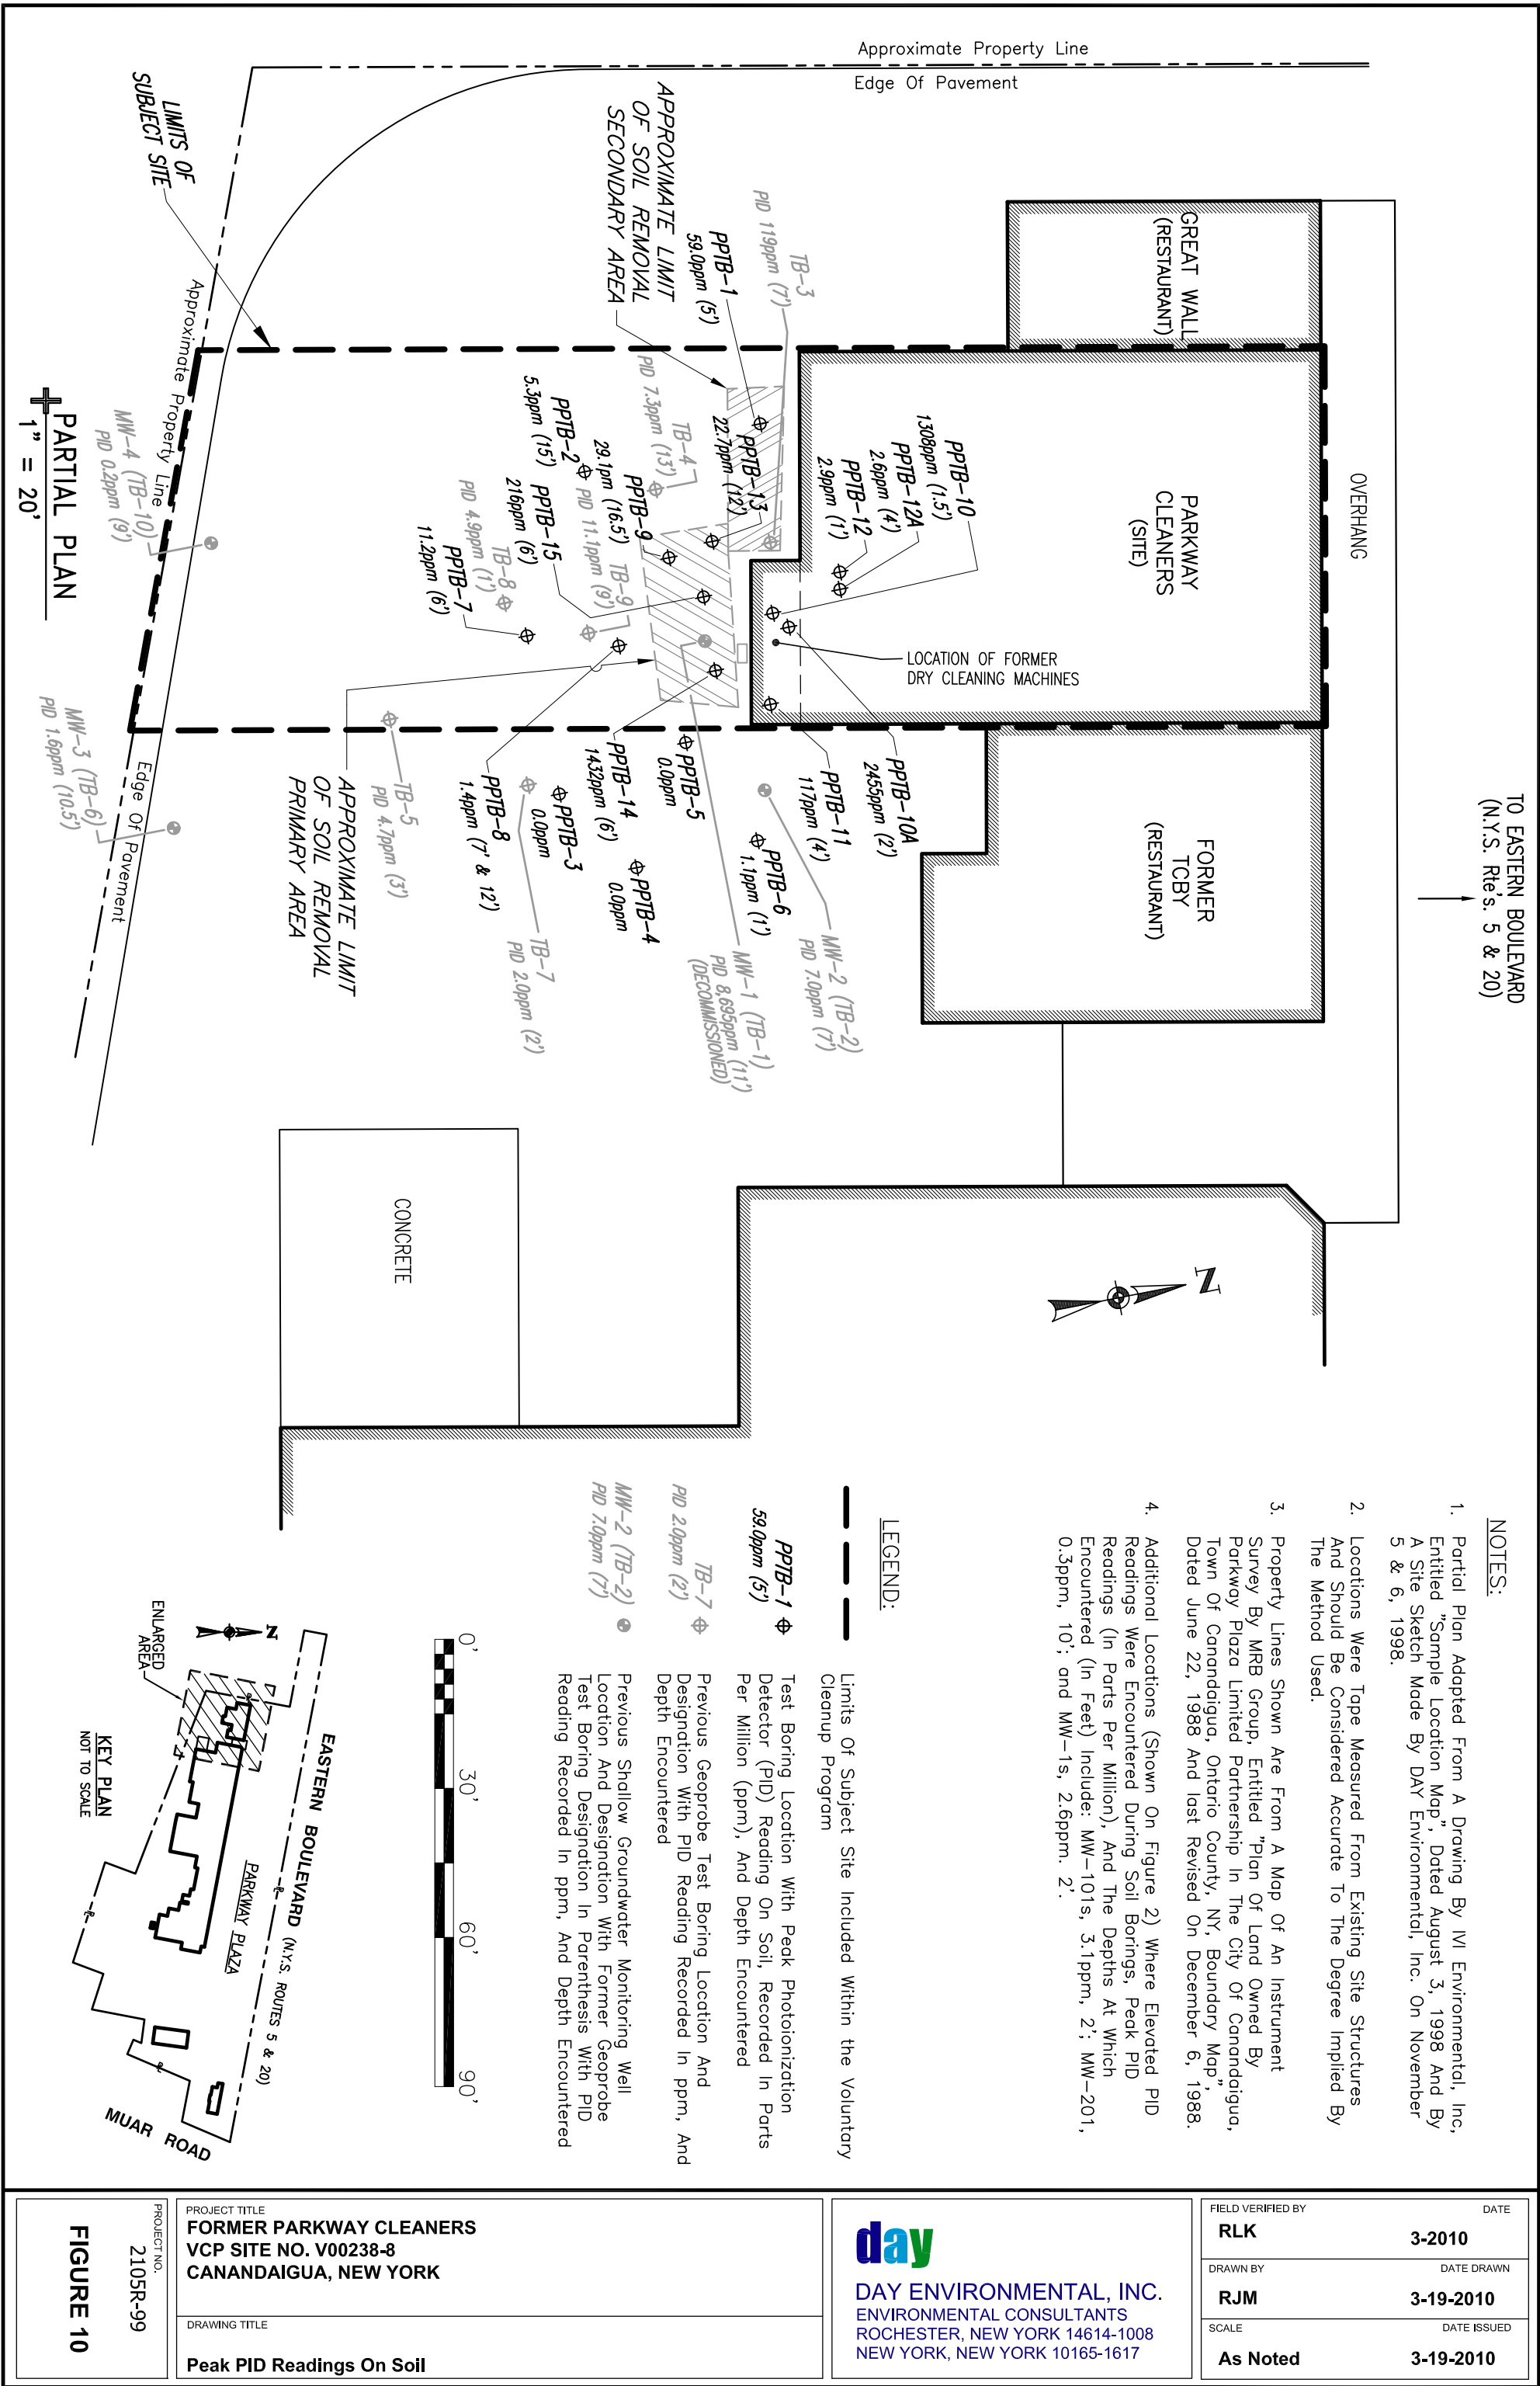 Approximate Property Line
Edge Of Pavement
LIMITS OF
SUBJECT SITE
APPROXIMATE LIMIT
OF SOIL REMOVAL
SECONDARY AREA
TB-3
PID 119ppm (7')
PPTB-1
59.0ppm (5')
GREAT WALL
(RESTAURANT)
OVERHANG
TO EASTERN BOULEVARD
(N.Y.S. Rte's. 5 & 20)
PARKWAY
CLEANERS
(SITE)
PPTB-10
1308ppm (1.5')
PPTB-12A
2.6ppm (4')
PPTB-12
2.9ppm (1')
PPTB-13
22.7ppm (12')
TB-4
PID 7.3ppm (13')
PPTB-9
29.1pm (16.5')
PPTB-2
5.3ppm (15')
TB-9
PID 11.1ppm (9')
PPTB-15
216ppm (6')
TB-8
PID 4.9ppm (1')
PPTB-7
11.2ppm (6')
LOCATION OF FORMER
DRY CLEANING MACHINES
Approximate Property Line
MW-4 (TB-10)
PID 0.2ppm (9')
PARTIAL PLAN
1" = 20'
PPTB-10A
2455ppm (2')
PPTB-11
117ppm (4')
PPTB-6
1.1ppm (1')
MW-2 (TB-2)
PID 7.0ppm (7')
PPTB-5
0.0ppm
MW-1 (TB-1)
PID 8,695ppm (11')
(DECOMMISSIONED)
PPTB-14
1432ppm (6')
PPTB-4
0.0ppm
PPTB-3
0.0ppm
TB-7
PID 2.0ppm (2')
PPTB-8
1.4ppm (7' & 12')
TB-5
PID 4.7ppm (3')
APPROXIMATE LIMIT
OF SOIL REMOVAL
PRIMARY AREA
MW-3 (TB-6)
PID 1.6ppm (10.5')
Edge Of Pavement
FORMER
TCBY
(RESTAURANT)
CONCRETE
N
NOTES:
1. Partial Plan Adapted From A Drawing By IVI Environmental, Inc,
Entitled "Sample Location Map", Dated August 3, 1998 And By
A Site Sketch Made By DAY Environmental, Inc. On November
5 & 6, 1998.
2. Locations Were Tape Measured From Existing Site Structures
And Should Be Considered Accurate To The Degree Implied By
The Method Used.
3. Property Lines Shown Are From A Map Of An Instrument
Survey By MRB Group, Entitled "Plan Of Land Owned By
Parkway Plaza Limited Partnership In The City Of Canandaigua,
Town Of Canandaigua, Ontario County, NY, Boundary Map",
Dated June 22, 1988 And last Revised On December 6, 1988.
4. Additional Locations (Shown On Figure 2) Where Elevated PID
Readings Were Encountered During Soil Borings, Peak PID
Readings (In Parts Per Million), And The Depths At Which
Encountered (In Feet) Include: MW-101s, 3.1ppm, 2'; MW-201,
0.3ppm, 10'; and MW-1s, 2.6ppm. 2'.
LEGEND:
Limits Of Subject Site Included Within the Voluntary
Cleanup Program
PPTB-1
59.0ppm (5')
Test Boring Location With Peak Photoionization
Detector (PID) Reading On Soil, Recorded In Parts
Per Million (ppm), And Depth Encountered
TB-7
PID 2.0ppm (2')
Previous Geoprobe Test Boring Location And
Designation With PID Reading Recorded In ppm, And
Depth Encountered
MW-2 (TB-2)
PID 7.0ppm (7')
Previous Shallow Groundwater Monitoring Well
Location And Designation With Former Geoprobe
Test Boring Designation In Parenthesis With PID
Reading Recorded In ppm, And Depth Encountered
0' 30' 60' 90'
N
ENLARGED
AREA
EASTERN BOULEVARD (N.Y.S. ROUTES 5 & 20)
PARKWAY PLAZA
MUAR ROAD
KEY PLAN
NOT TO SCALE
FIELD VERIFIED BY
RLK
DATE
3-2010
DRAWN BY
RJM
DATE DRAWN
3-19-2010
SCALE
As Noted
DATE ISSUED
3-19-2010
day
DAY ENVIRONMENTAL, INC.
ENVIRONMENTAL CONSULTANTS
ROCHESTER, NEW YORK 14614-1008
NEW YORK, NEW YORK 10165-1617
PROJECT TITLE
FORMER PARKWAY CLEANERS
VCP SITE NO. V00238-8
CANANDAIGUA, NEW YORK
DRAWING TITLE
Peak PID Readings On Soil
PROJECT NO.
2105R-99
FIGURE 10